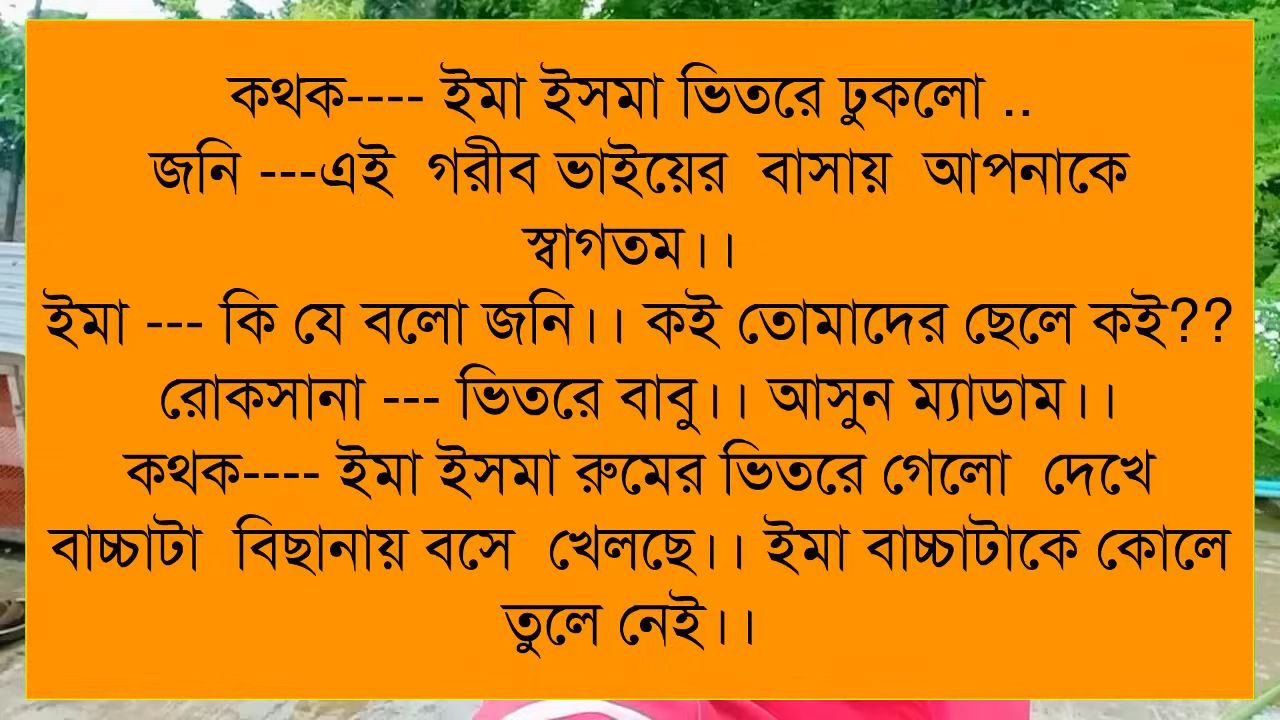 কথক---- ইমা ইসমা ভিতরে ঢুকলো ..
জনি ---এই গরীব ভাইয়ের বাসায় আপনাকে
স্বাগতম।।
ইমা --- কি যে বলো জনি।। কই তোমাদের ছেলে কই??
রোকসানা --- ভিতরে বাবু।। আসুন ম্যাডাম।।
কথক---- ইমা ইসমা রুমের ভিতরে গেলো দেখে
বাচ্চাটা বিছানায় বসে খেলছে।। ইমা বাচ্চাটাকে কোলে
তুলে নেই।।